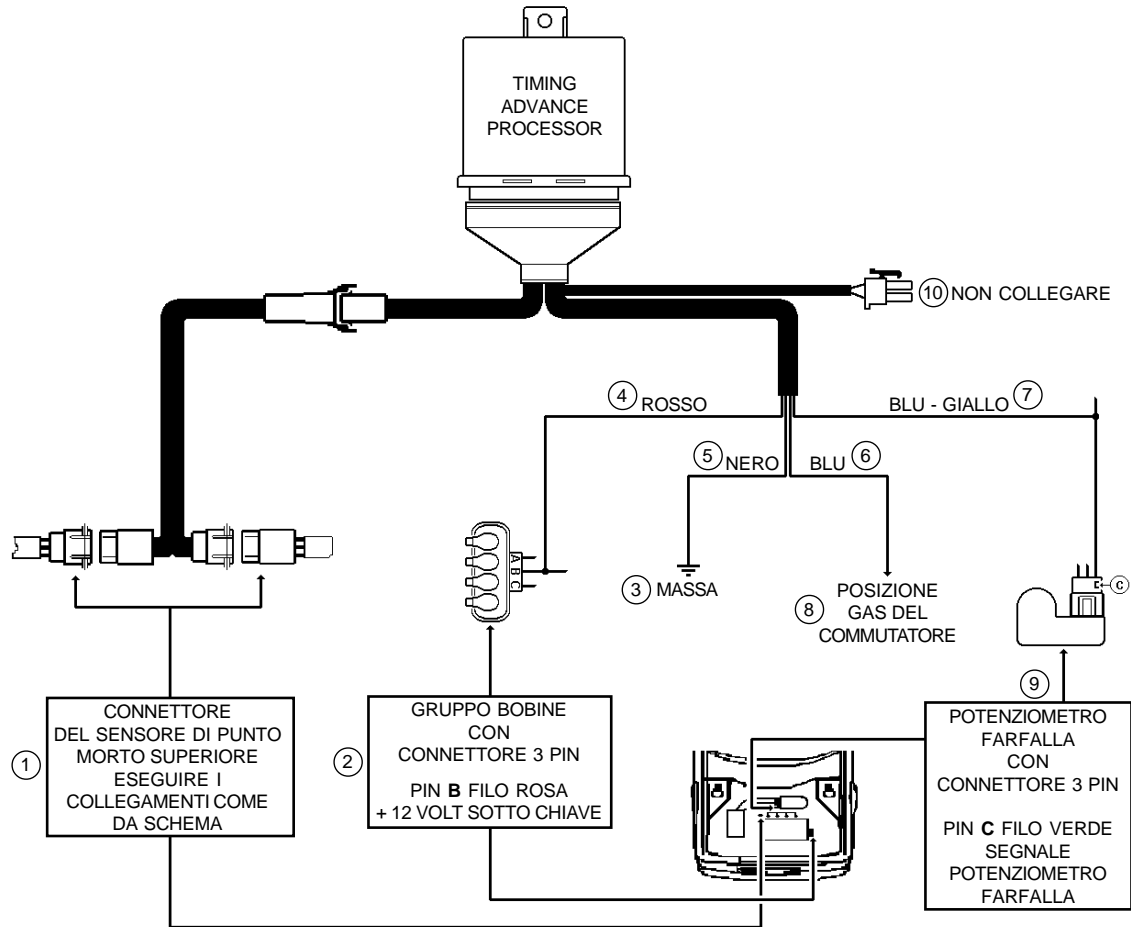 TIMING
ADVANCE
PROCESSOR
10 NON COLLEGARE
4 ROSSO
BLU - GIALLO 7
5 NERO
BLU 6
A
B
C
C
3 MASSA
8 POSIZIONE
GAS DEL
COMMUTATORE
1
CONNETTORE
DEL SENSORE DI PUNTO
MORTO SUPERIORE
ESEGUIRE I
COLLEGAMENTI COME
DA SCHEMA
2
GRUPPO BOBINE
CON
CONNETTORE 3 PIN
PIN B FILO ROSA
+ 12 VOLT SOTTO CHIAVE
9
POTENZIOMETRO
FARFALLA
CON
CONNETTORE 3 PIN
PIN C FILO VERDE
SEGNALE
POTENZIOMETRO
FARFALLA